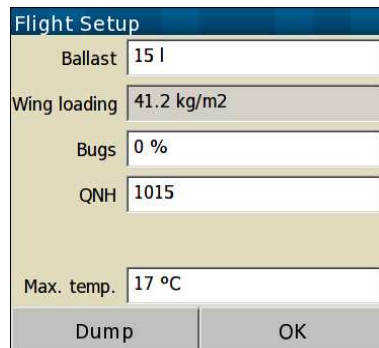 Flight Setup
Ballast 15 l
Wing loading 41.2 kg/m2
Bugs 0 %
QNH 1015
Max. temp. 17 ºC
Dump OK